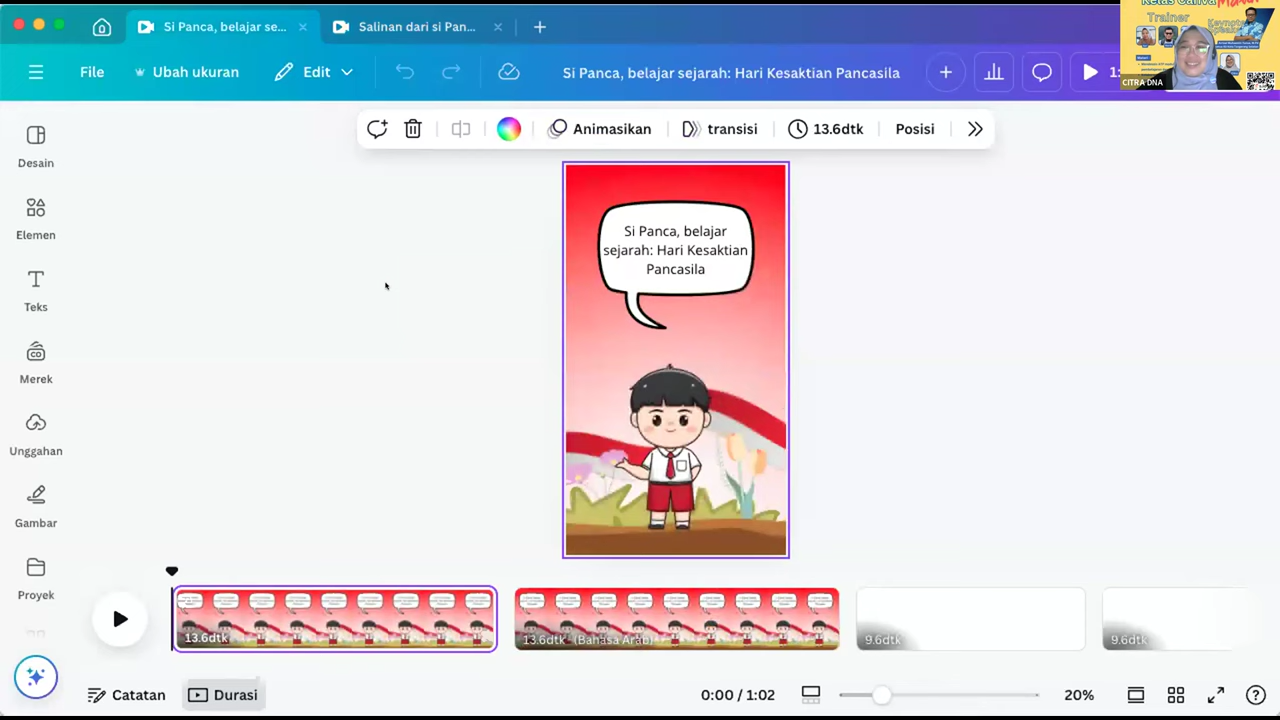 Si Panca, belajar se...
Salinan dari si Pan...
File
Ubah ukuran
Edit
Si Panca, belajar sejarah: Hari Kesaktian Pancasila
Trainer
CITRA DNA
Animasikan
transisi
13.6dtk
Posisi
Desain
Elemen
Teks
Merek
Unggahan
Gambar
Proyek
Si Panca, belajar
sejarah: Hari Kesaktian
Pancasila
13.6dtk
13.6dtk (Bahasa Arab)
9.6dtk
9.6dtk
Catatan
Durasi
0:00 / 1:02
20%